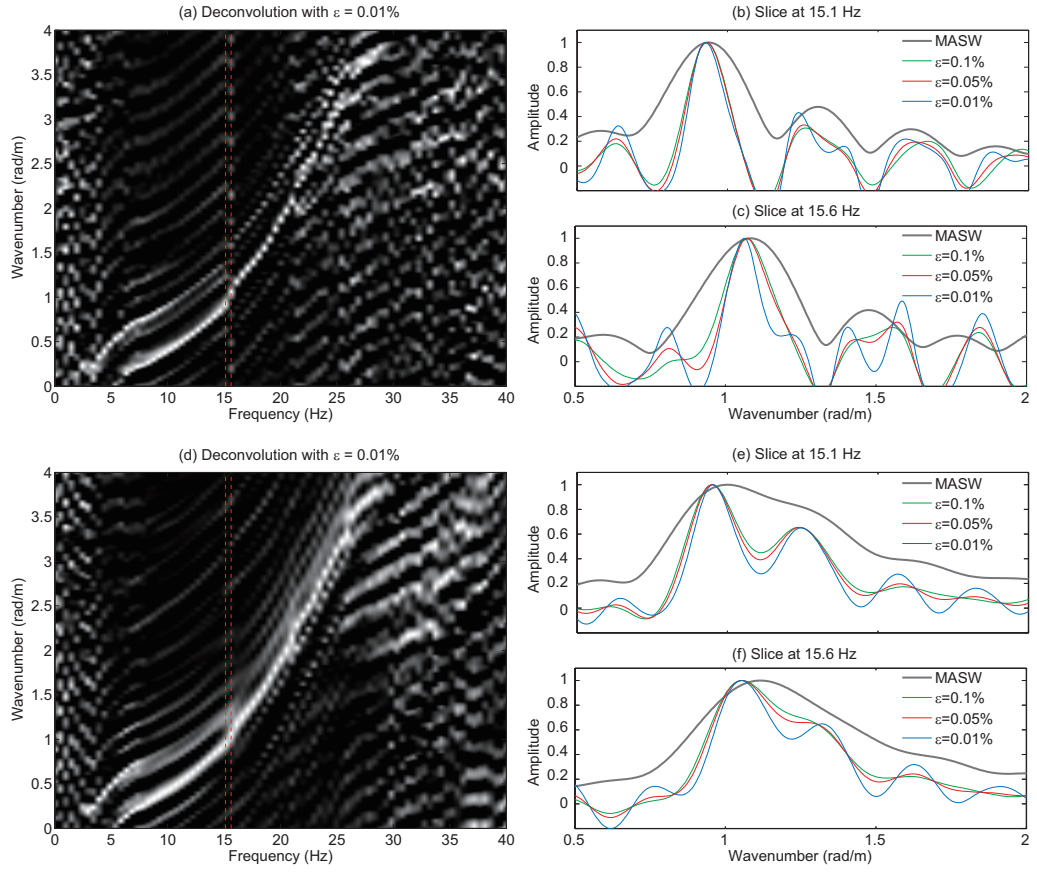 (a) Deconvolution with ε = 0.01%
Wavenumber (rad/m)
4
3.5
3
2.5
2
1.5
1
0.5
0
0 5 10 15 20 25 30 35 40
Frequency (Hz)
(b) Slice at 15.1 Hz
Amplitude
1
0.8
0.6
0.4
0.2
0
MASW
ε=0.1%
ε=0.05%
ε=0.01%
(c) Slice at 15.6 Hz
Amplitude
1
0.8
0.6
0.4
0.2
0
MASW
ε=0.1%
ε=0.05%
ε=0.01%
0.5 1 1.5 2
Wavenumber (rad/m)
(d) Deconvolution with ε = 0.01%
Wavenumber (rad/m)
4
3.5
3
2.5
2
1.5
1
0.5
0
0 5 10 15 20 25 30 35 40
Frequency (Hz)
(e) Slice at 15.1 Hz
Amplitude
1
0.8
0.6
0.4
0.2
0
MASW
ε=0.1%
ε=0.05%
ε=0.01%
(f) Slice at 15.6 Hz
Amplitude
1
0.8
0.6
0.4
0.2
0
MASW
ε=0.1%
ε=0.05%
ε=0.01%
0.5 1 1.5 2
Wavenumber (rad/m)